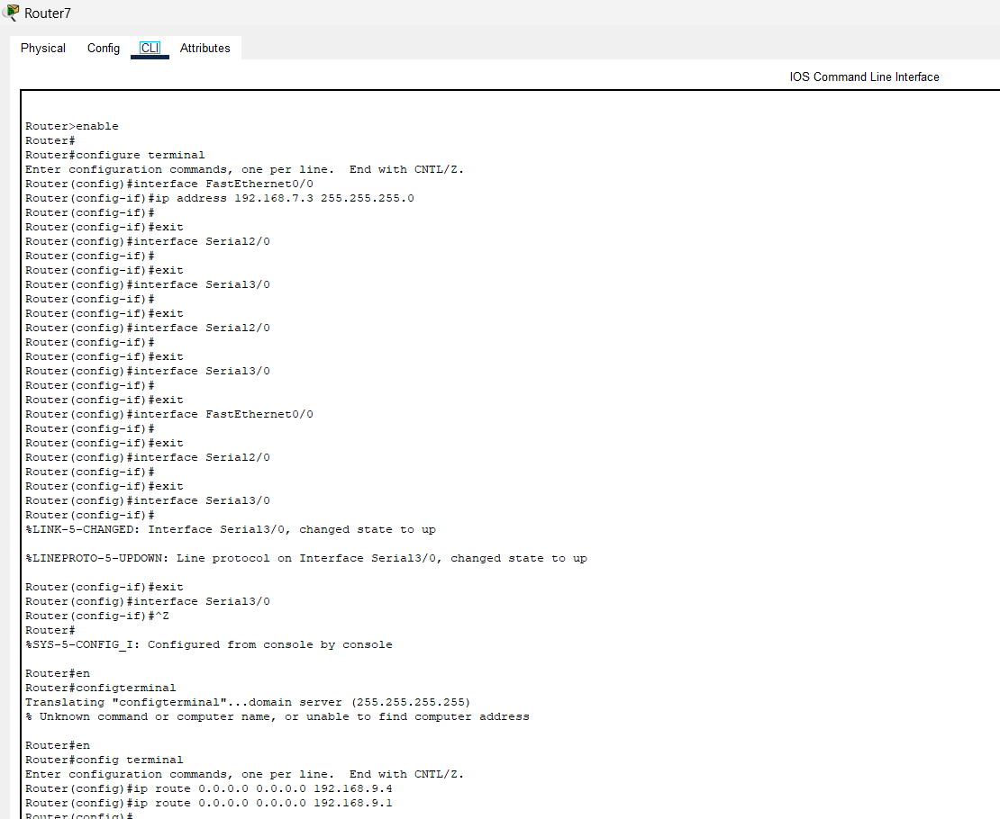 Router7
Physical Config CLI Attributes
IOS Command Line Interface
Router>enable
Router#
Router#configure terminal
Enter configuration commands, one per line.  End with CNTL/Z.
Router(config)#interface FastEthernet0/0
Router(config-if)#ip address 192.168.7.3 255.255.255.0
Router(config-if)#
Router(config-if)#exit
Router(config)#interface Serial2/0
Router(config-if)#
Router(config-if)#exit
Router(config)#interface Serial3/0
Router(config-if)#
Router(config-if)#exit
Router(config)#interface Serial2/0
Router(config-if)#
Router(config-if)#exit
Router(config)#interface Serial3/0
Router(config-if)#
Router(config-if)#exit
Router(config)#interface FastEthernet0/0
Router(config-if)#
Router(config-if)#exit
Router(config)#interface Serial2/0
Router(config-if)#
Router(config-if)#exit
Router(config)#interface Serial3/0
Router(config-if)#
%LINK-5-CHANGED: Interface Serial3/0, changed state to up
%LINEPROTO-5-UPDOWN: Line protocol on Interface Serial3/0, changed state to up
Router(config-if)#exit
Router(config)#interface Serial3/0
Router(config-if)#^Z
Router#
%SYS-5-CONFIG_I: Configured from console by console
Router#en
Router#configterminal
Translating "configterminal"...domain server (255.255.255.255)
% Unknown command or computer name, or unable to find computer address
Router#en
Router#config terminal
Enter configuration commands, one per line.  End with CNTL/Z.
Router(config)#ip route 0.0.0.0 0.0.0.0 192.168.9.4
Router(config)#ip route 0.0.0.0 0.0.0.0 192.168.9.1
Router(config)#